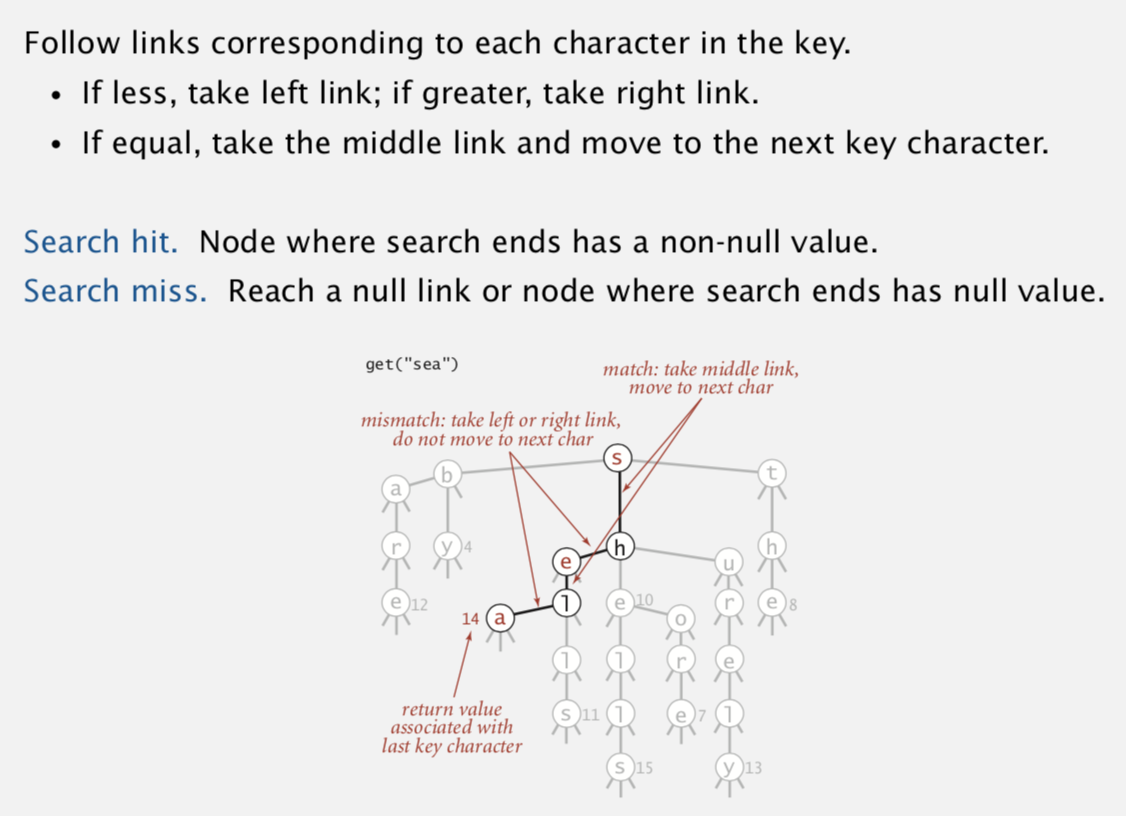 Follow links corresponding to each character in the key.
• If less, take left link; if greater, take right link.
• If equal, take the middle link and move to the next key character.
Search hit. Node where search ends has a non-null value.
Search miss. Reach a null link or node where search ends has null value.
get("sea")
match: take middle link,
move to next char
mismatch: take left or right link,
do not move to next char
s
b t
a
r y 4 h h
e u
e 12 14 a l e 10 o r e 8
l l r e
return value
associated with
last key character
s 11 l e 7 l
s 15 y 13